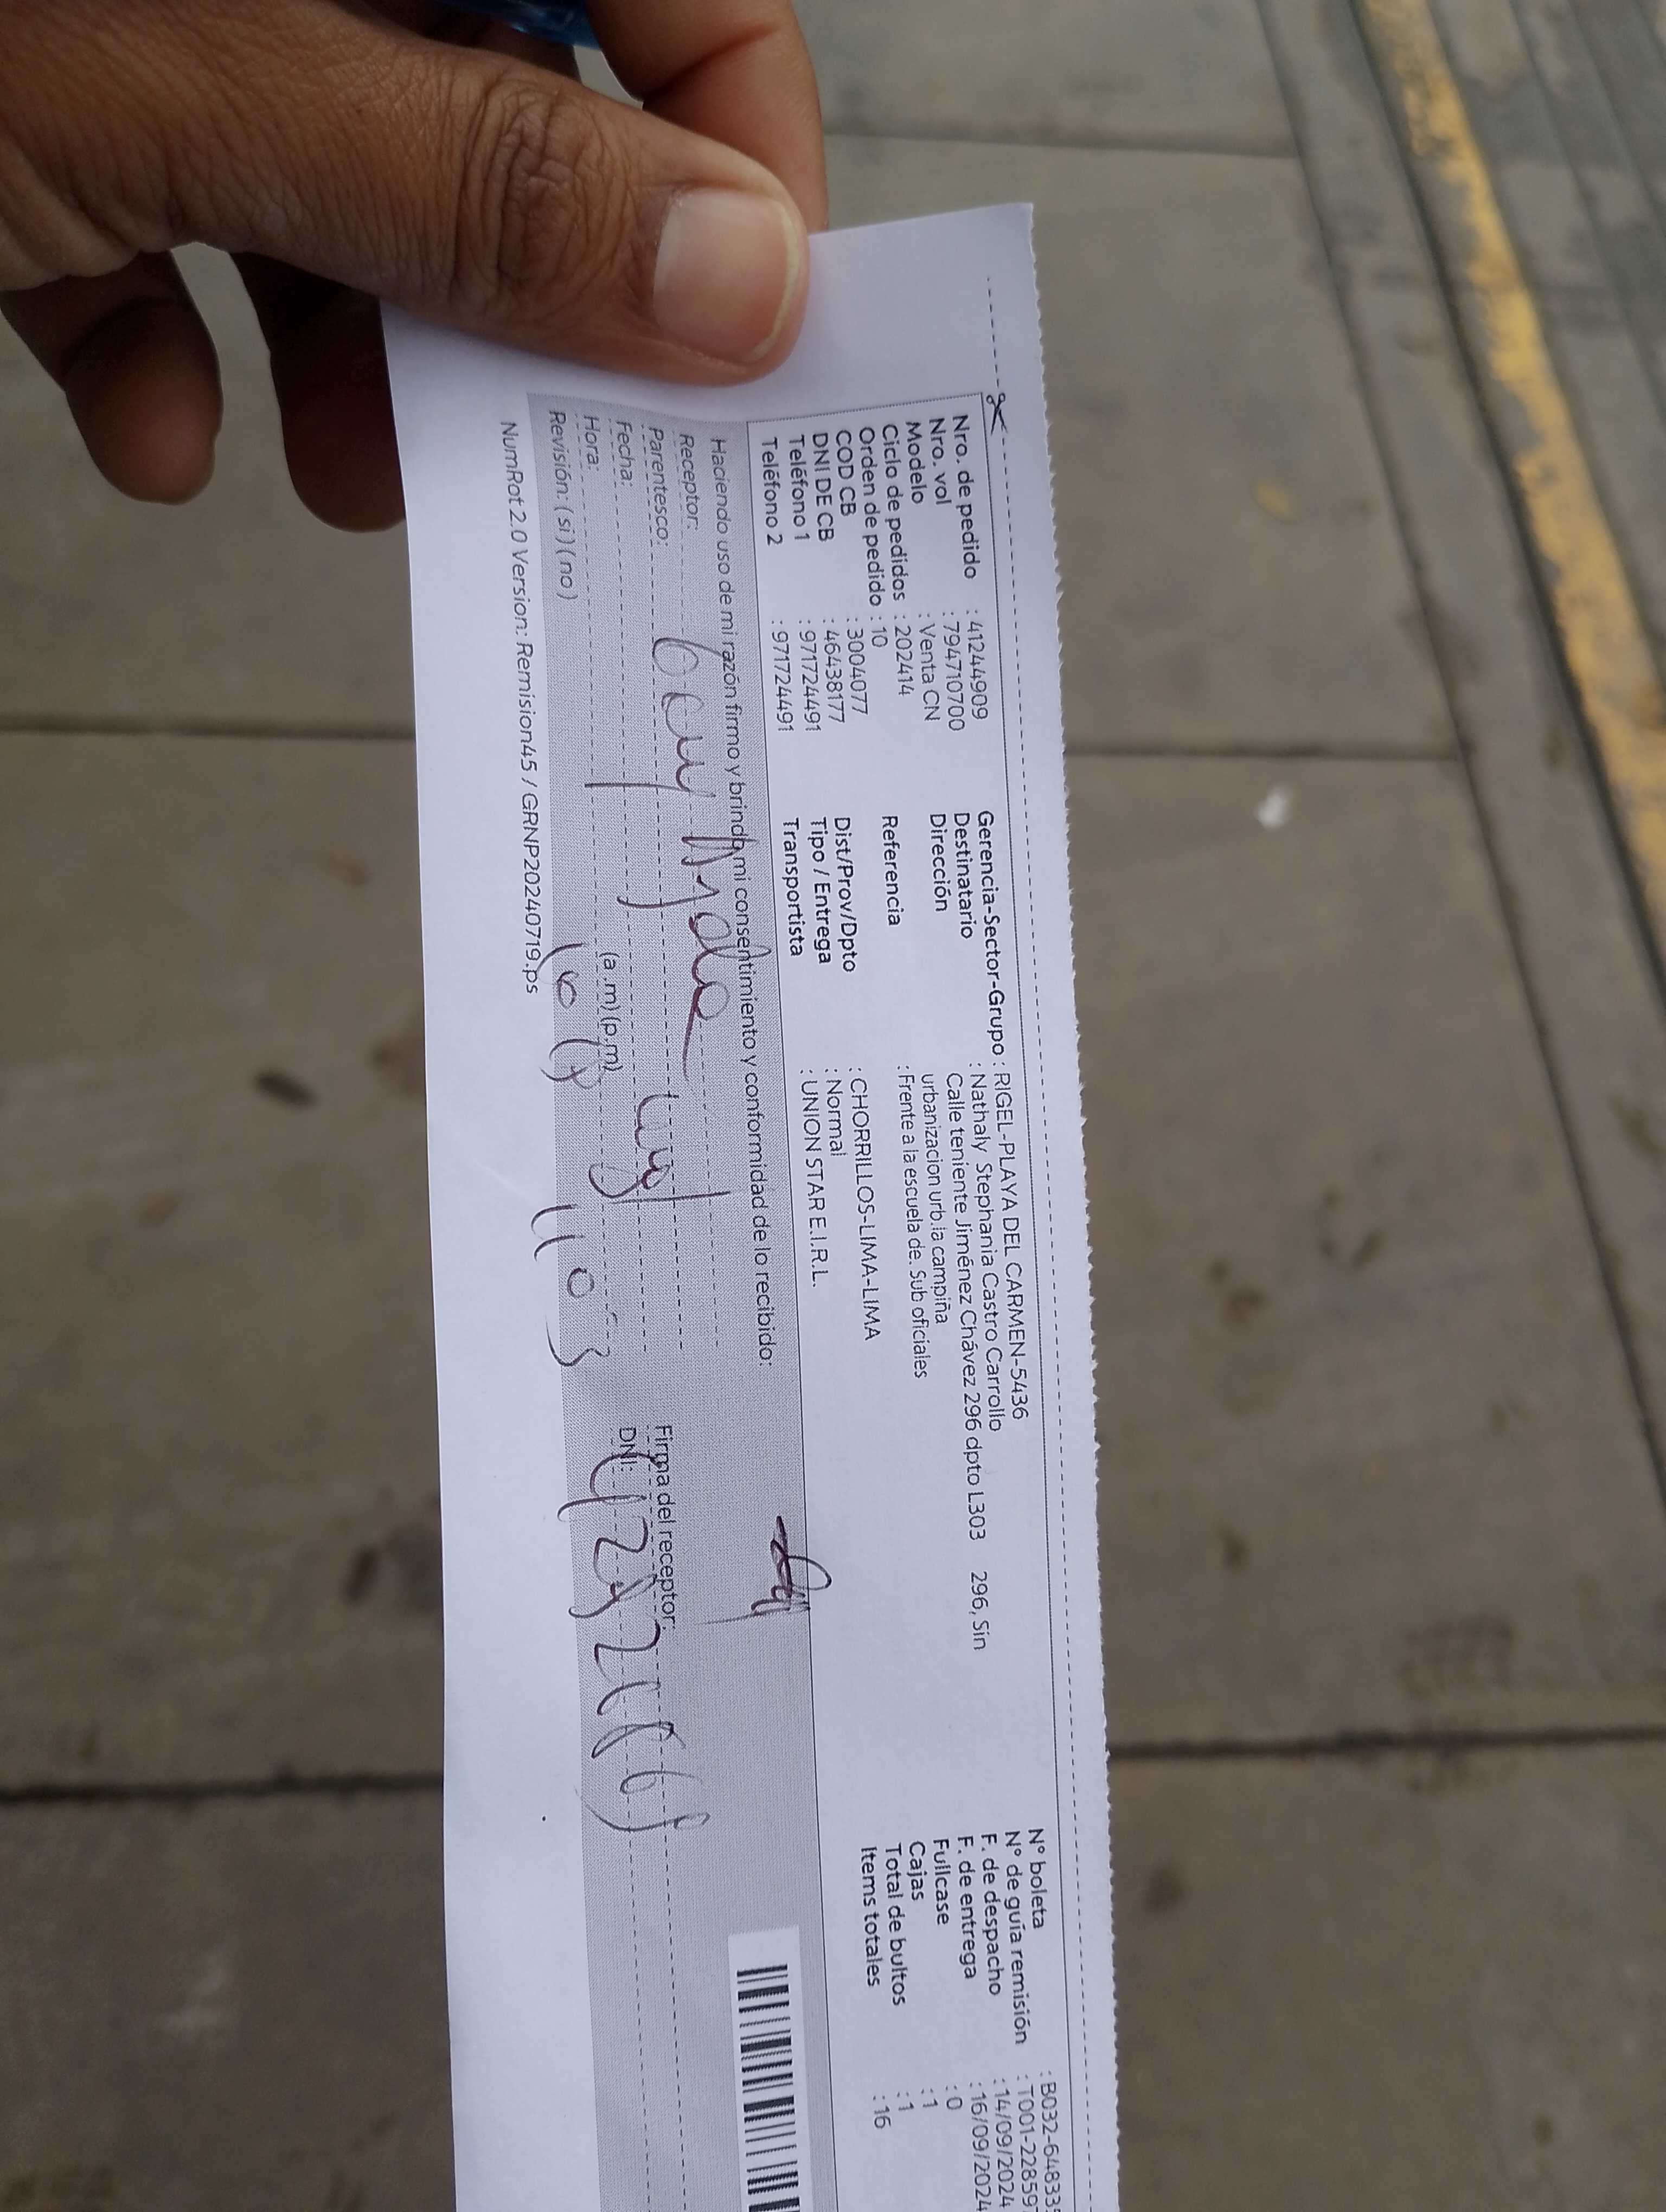 Nro. de pedido : 41244909
Nro. vol : 794710700
Modelo : Venta CN
Ciclo de pedidos : 202414
Orden de pedido : 10
COD CB : 3004077
DNI DE CB : 46438177
Teléfono 1 : 971724491
Teléfono 2 : 971724491
Gerencia-Sector-Grupo : RIGEL-PLAYA DEL CARMEN-5436
Destinatario : Nathaly Stephania Castro Carrollo
Dirección Calle teniente Jiménez Chávez 296 dpto L303 296, Sin
urbanizacion urb.la campiña
Referencia : Frente a la escuela de. Sub oficiales
Dist/Prov/Dpto : CHORRILLOS-LIMA-LIMA
Tipo / Entrega : Normal
Transportista : UNION STAR E.I.R.L.
N° boleta : B032-64833
N° de guía remisión : T001-22859
F. de despacho : 14/09/2024
F. de entrega : 16/09/2024
Fullcase : 0
Cajas : 1
Total de bultos : 1
Items totales : 16
Haciendo uso de mi razón firmo y brindo mi consentimiento y conformidad de lo recibido:
Receptor:
Parentesco:
Fecha:
Hora: (a.m) (p.m)
Revisión: (si) (no)
Firma del receptor:
DNI:
NumRot 2.0 Version: Remision45 / GRNP20240719.ps